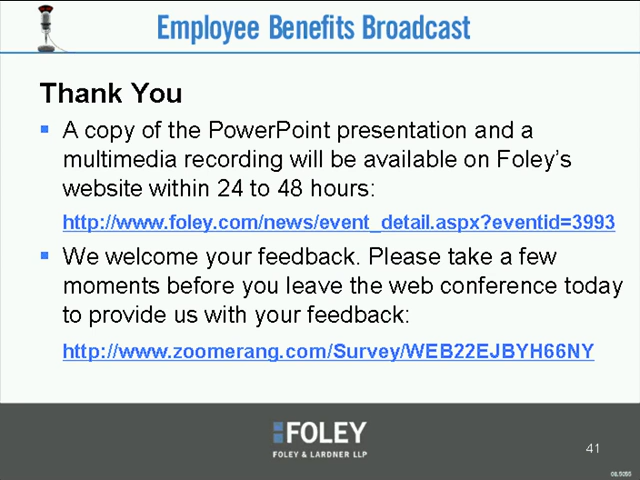 Employee Benefits Broadcast
Thank You
A copy of the PowerPoint presentation and a
multimedia recording will be available on Foley's
website within 24 to 48 hours:
http://www.foley.com/news/event_detail.aspx?eventid=3993
We welcome your feedback. Please take a few
moments before you leave the web conference today
to provide us with your feedback:
http://www.zoomerang.com/Survey/WEB22EJBYH66NY
FOLEY
FOLEY & LARDNER LLP
41